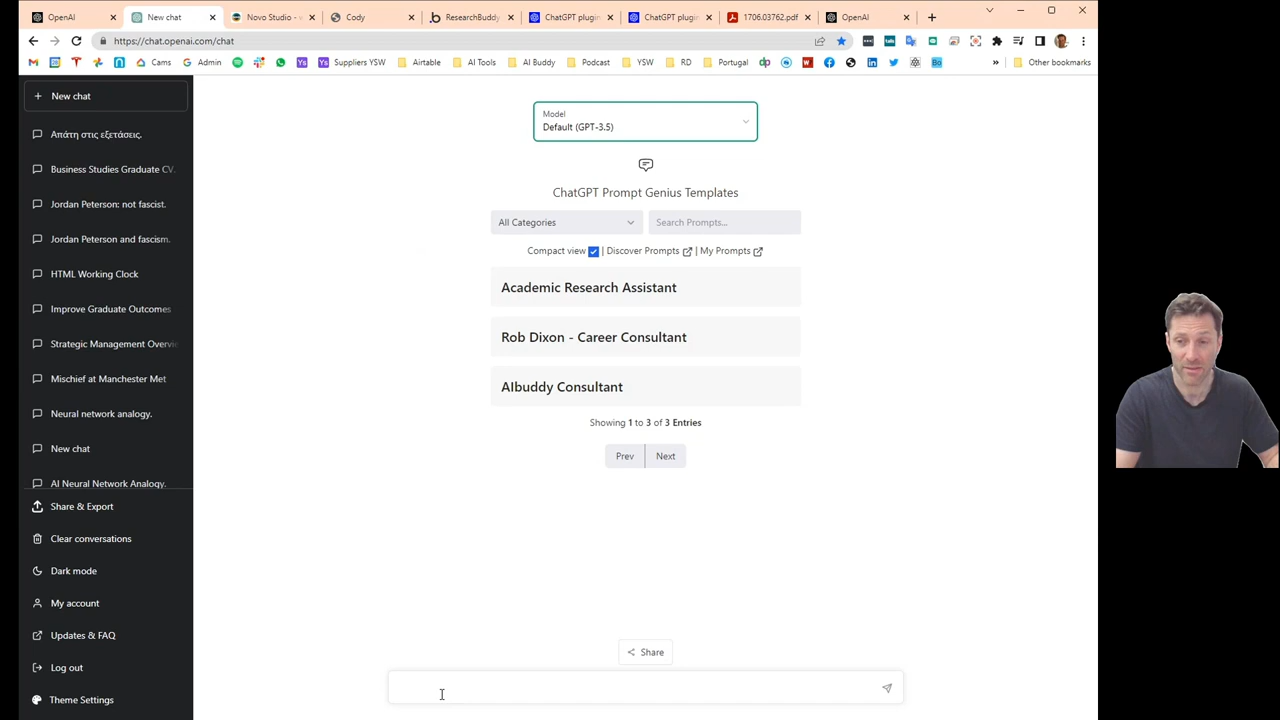 OpenAI
New chat
Novo Studio - v
Cody
ResearchBuddy
ChatGPT plugin
ChatGPT plugin
1706.03762.pdf
OpenAI
https://chat.openai.com/chat
Cams
Admin
Suppliers YSW
Airtable
AI Tools
AI Buddy
Podcast
YSW
RD
Portugal
»
Other bookmarks
+ New chat
Απάτη στις εξετάσεις.
Business Studies Graduate CV.
Jordan Peterson: not fascist.
Jordan Peterson and fascism.
HTML Working Clock
Improve Graduate Outcomes
Strategic Management Overvie
Mischief at Manchester Met
Neural network analogy.
New chat
AI Neural Network Analogy.
Share & Export
Clear conversations
Dark mode
My account
Updates & FAQ
Log out
Theme Settings
Model
Default (GPT-3.5)
ChatGPT Prompt Genius Templates
All Categories
Search Prompts...
Compact view | Discover Prompts | My Prompts
Academic Research Assistant
Rob Dixon - Career Consultant
AIbuddy Consultant
Showing 1 to 3 of 3 Entries
Prev
Next
Share